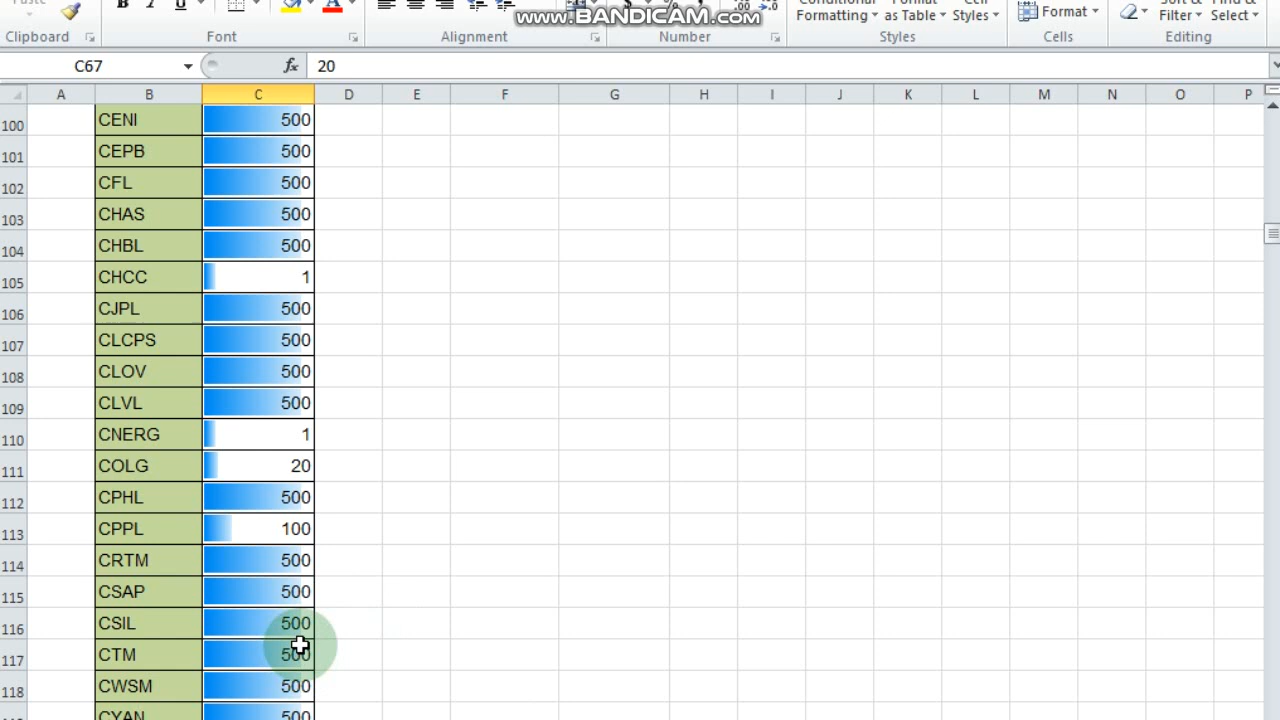 Paste
B I U A $ %
Conditional Format Cell
Formatting as Table Styles
Format
Sort & Find &
Filter Select
Clipboard Font Alignment Number Styles Cells Editing
www.BANDICAM.com
C67 fx 20
A B C D E F G H I J K L M N O P
100 CENI 500
101 CEPB 500
102 CFL 500
103 CHAS 500
104 CHBL 500
105 CHCC 1
106 CJPL 500
107 CLCPS 500
108 CLOV 500
109 CLVL 500
110 CNERG 1
111 COLG 20
112 CPHL 500
113 CPPL 100
114 CRTM 500
115 CSAP 500
116 CSIL 500
117 CTM 500
118 CWSM 500
CYAN 500